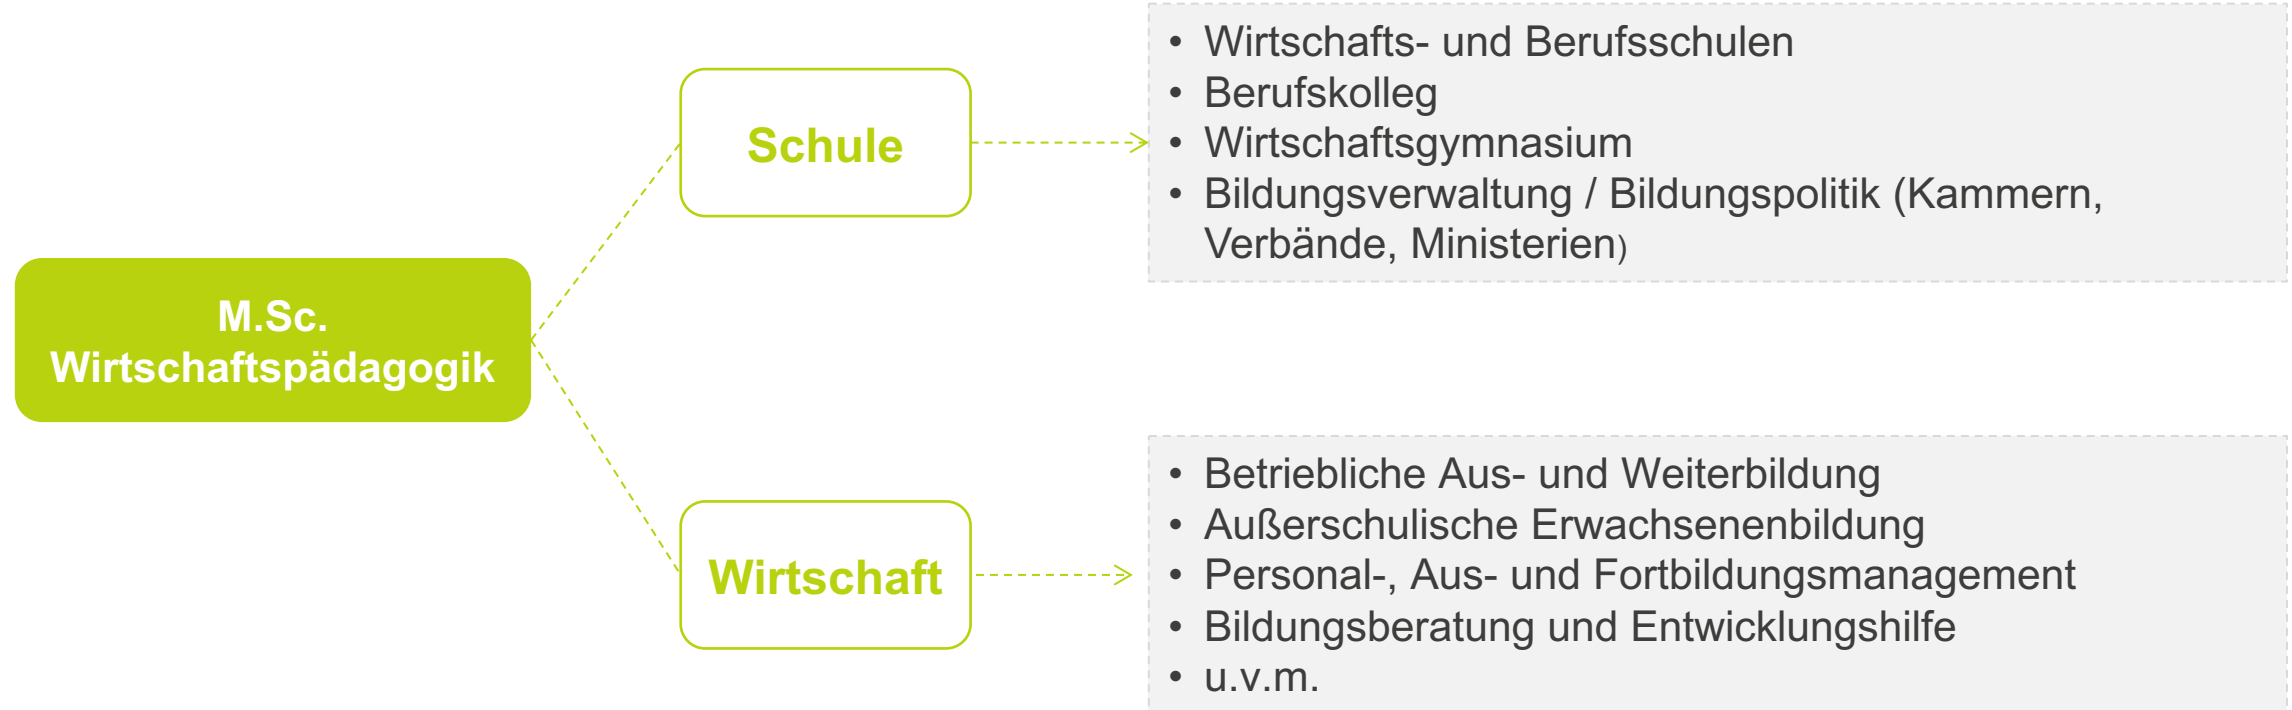 M.Sc.
Wirtschaftspädagogik
Schule
• Wirtschafts- und Berufsschulen
• Berufskolleg
• Wirtschaftsgymnasium
• Bildungsverwaltung / Bildungspolitik (Kammern,
Verbände, Ministerien)
Wirtschaft
• Betriebliche Aus- und Weiterbildung
• Außerschulische Erwachsenenbildung
• Personal-, Aus- und Fortbildungsmanagement
• Bildungsberatung und Entwicklungshilfe
• u.v.m.